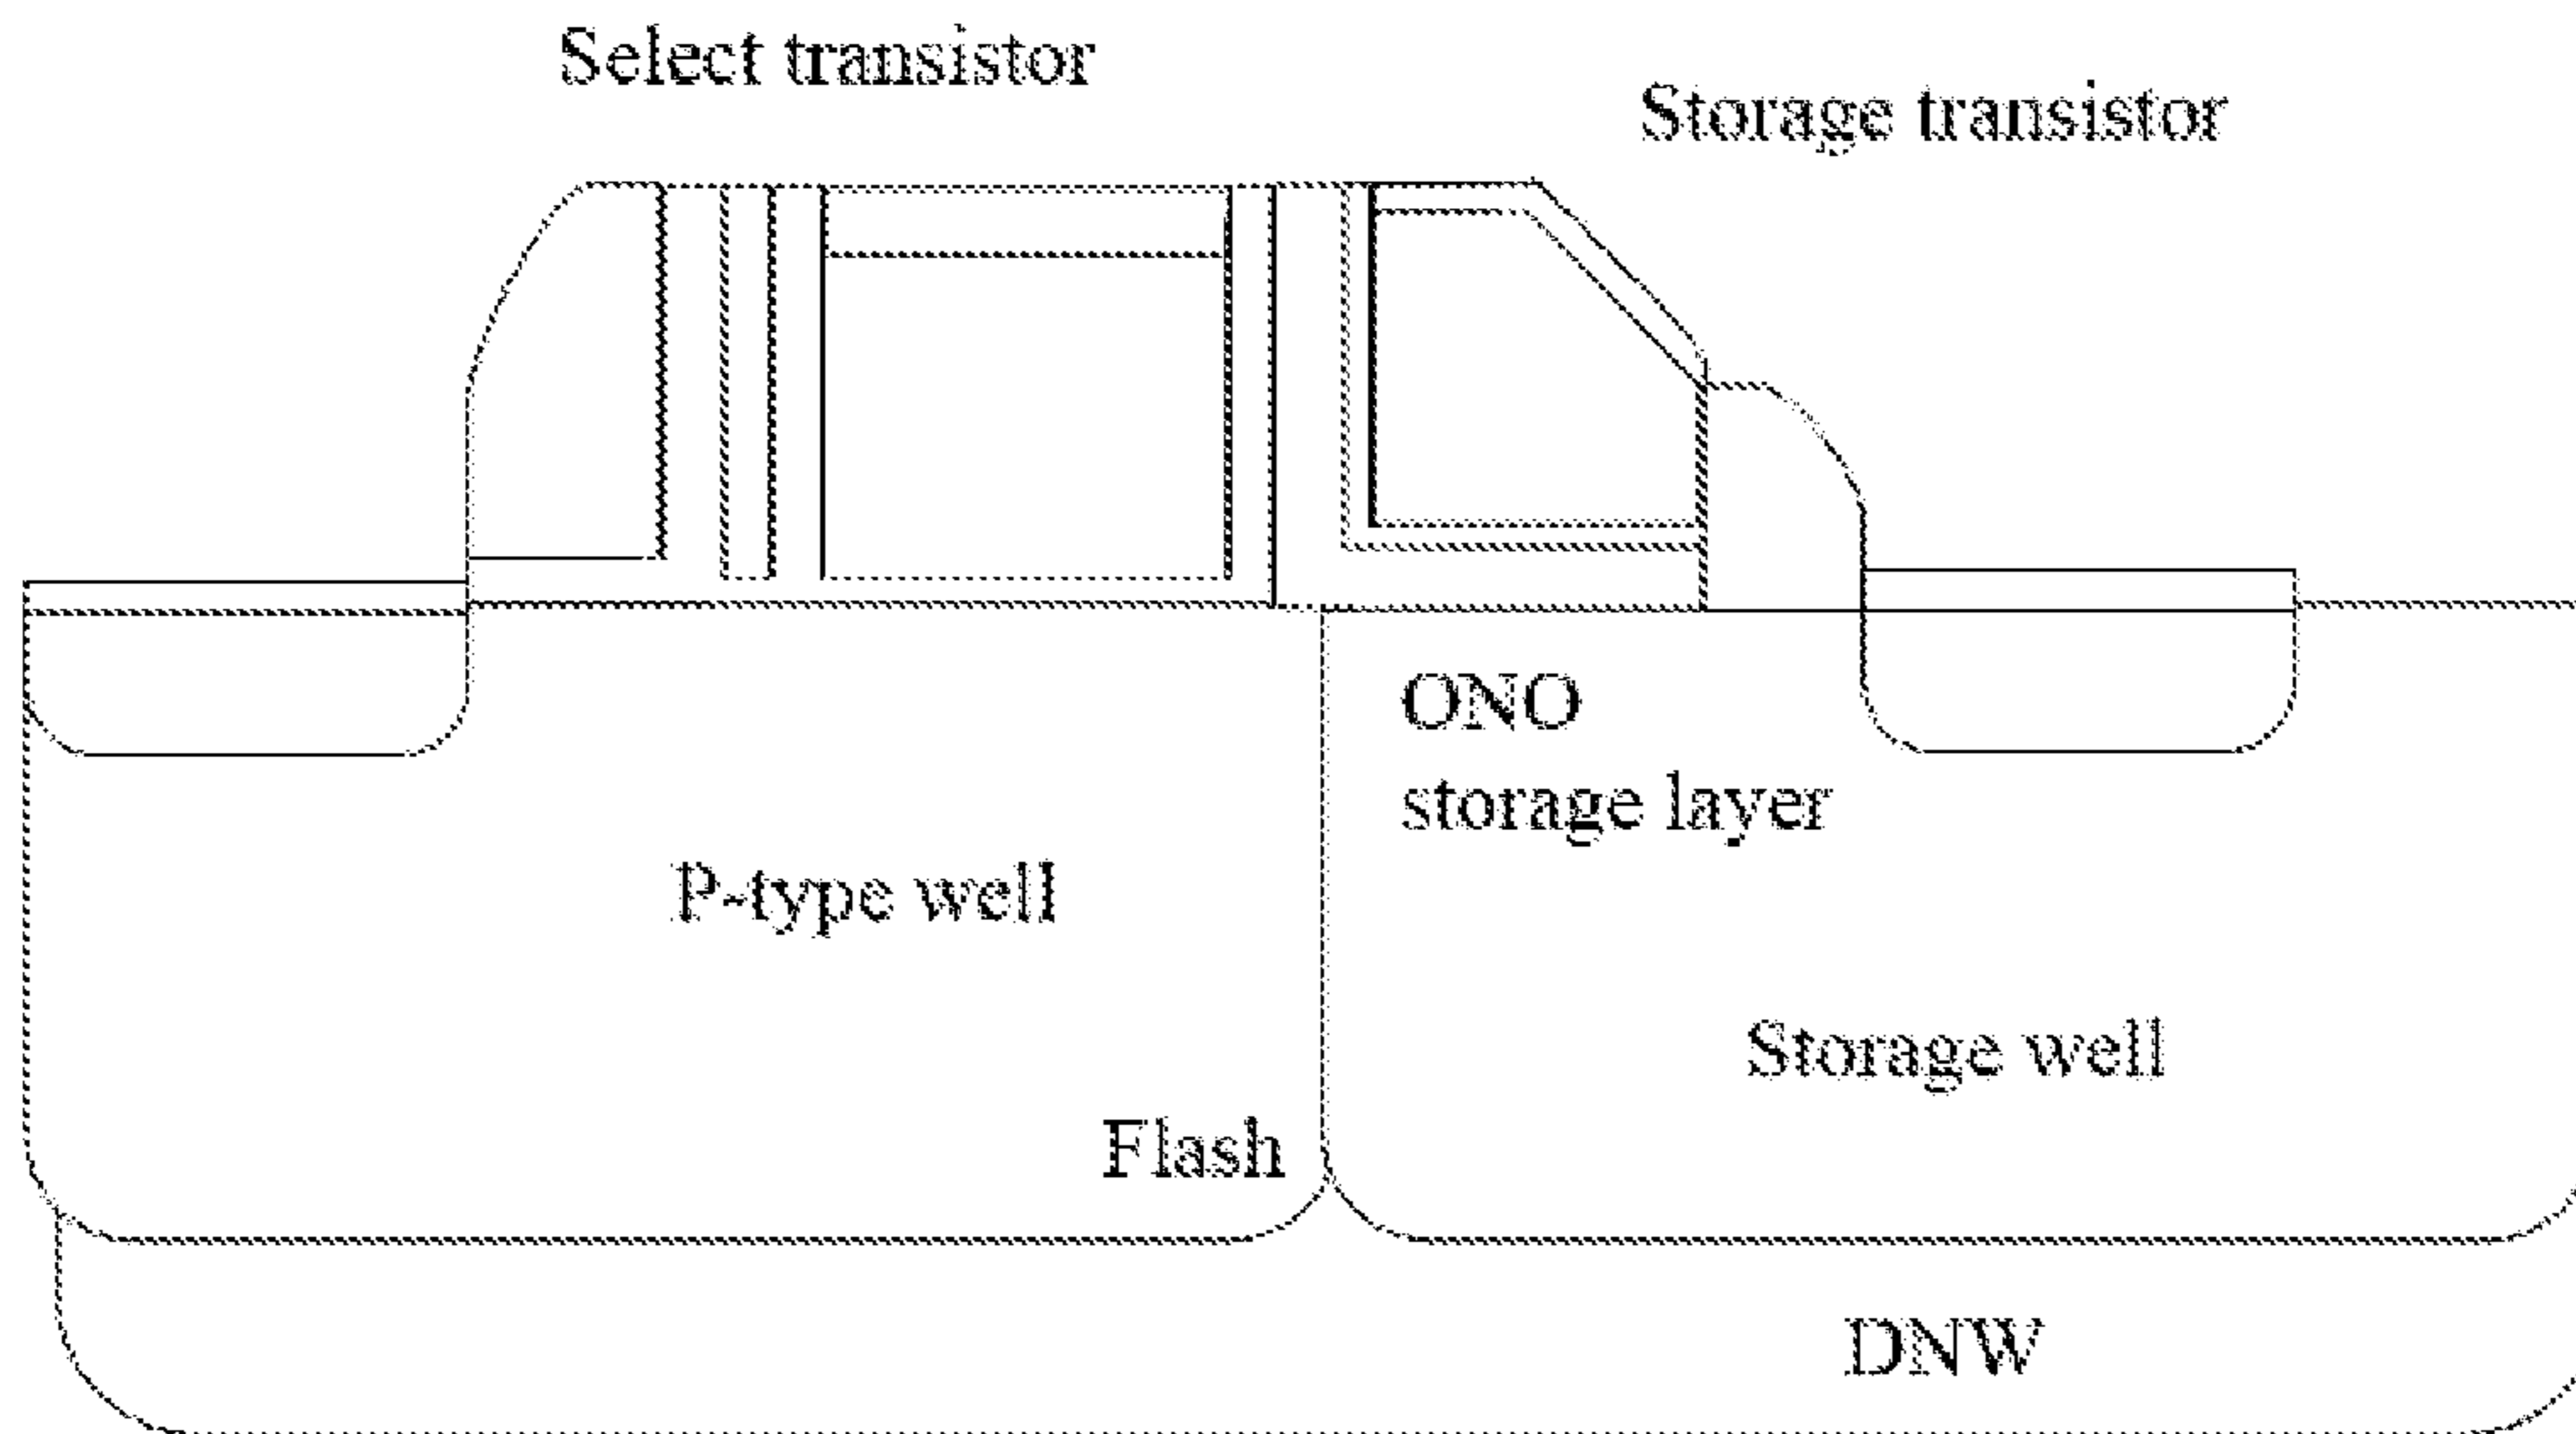 Select transistor
Storage transistor
ONO
storage layer
P-type well
Storage well
Flash
DNW